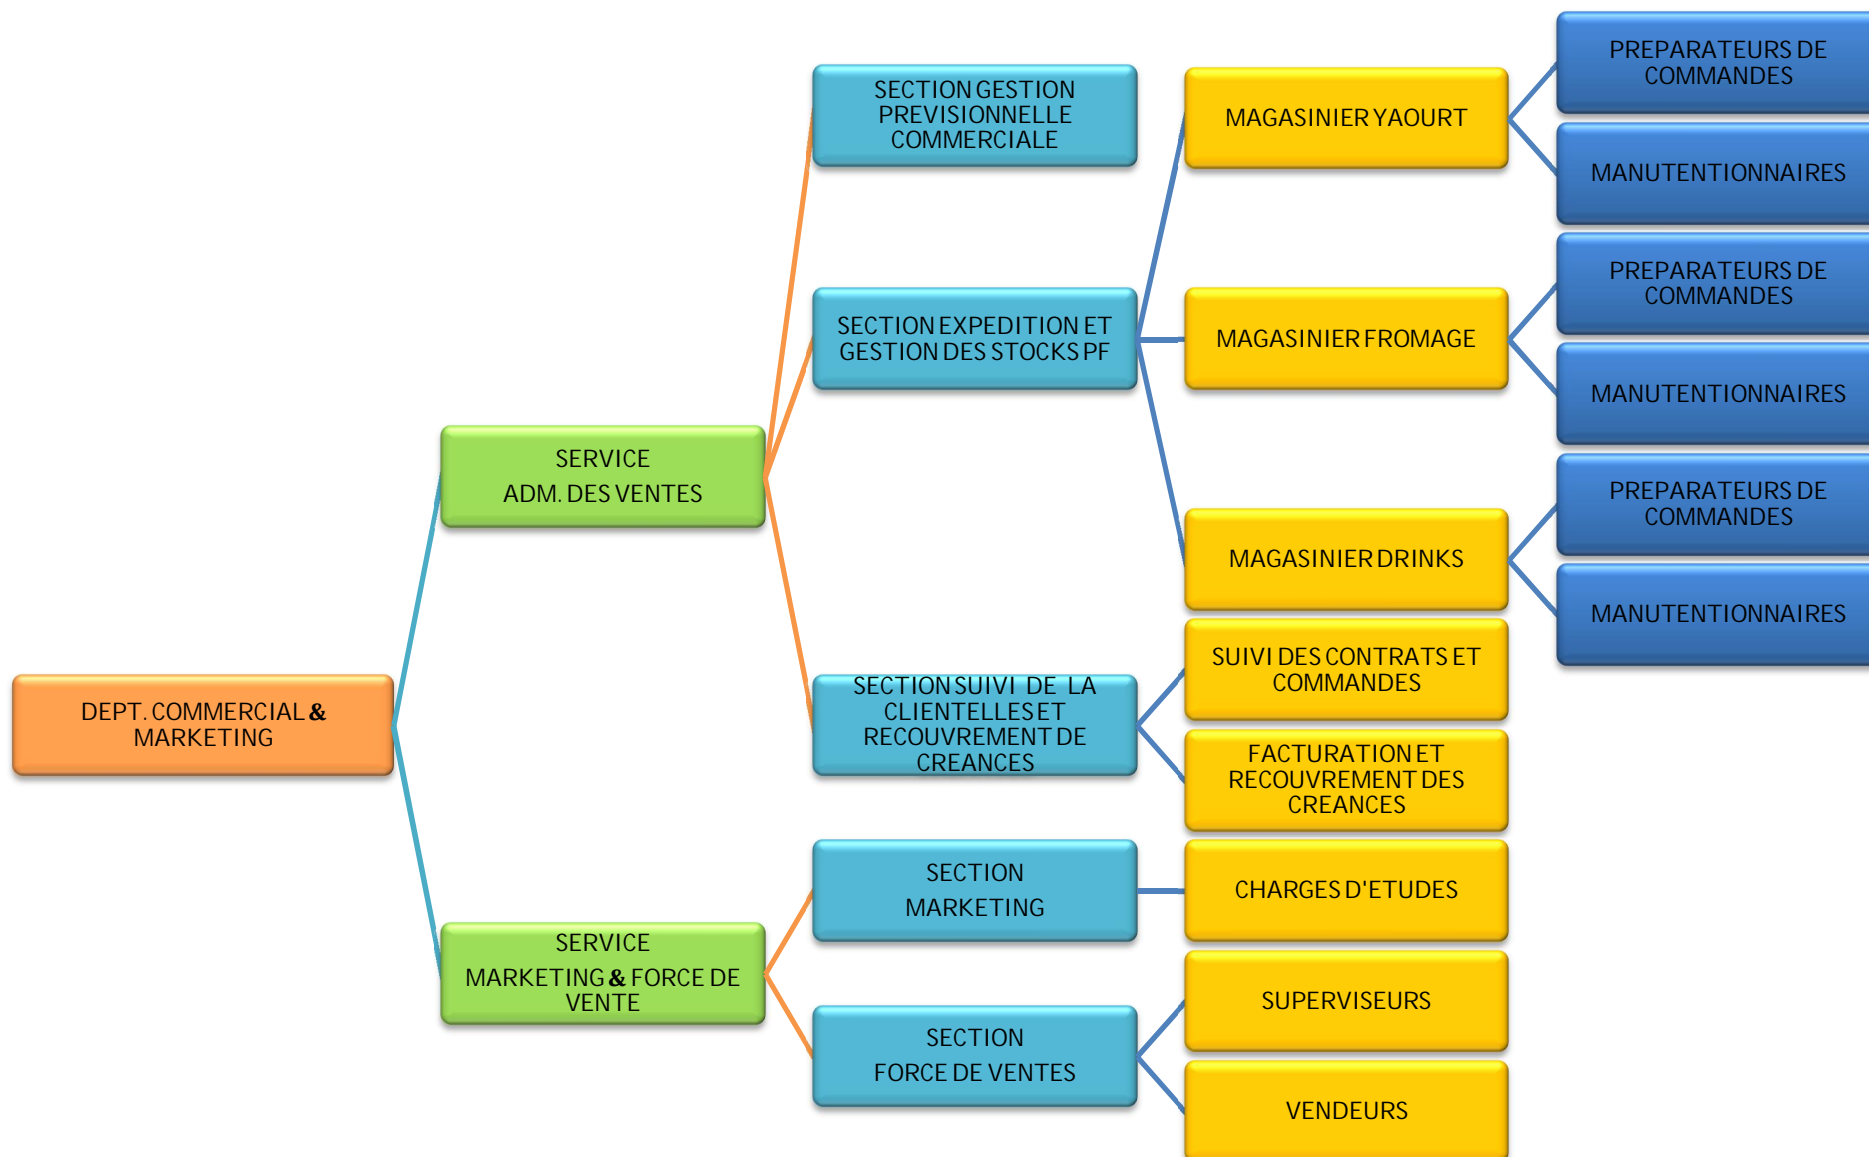 DEPT. COMMERCIAL &
MARKETING
SERVICE
ADM. DES VENTES
SECTION GESTION
PREVISIONNELLE
COMMERCIALE
SECTION EXPEDITION ET
GESTION DES STOCKS PF
MAGASINIER YAOURT
PREPARATEURS DE
COMMANDES
MANUTENTIONNAIRES
MAGASINIER FROMAGE
PREPARATEURS DE
COMMANDES
MANUTENTIONNAIRES
MAGASINIER DRINKS
PREPARATEURS DE
COMMANDES
MANUTENTIONNAIRES
SECTION SUIVI DE LA
CLIENTELLES ET
RECOUVREMENT DE
CREANCES
SUIVI DES CONTRATS ET
COMMANDES
FACTURATION ET
RECOUVREMENT DES
CREANCES
SERVICE
MARKETING & FORCE DE
VENTE
SECTION
MARKETING
CHARGES D'ETUDES
SECTION
FORCE DE VENTES
SUPERVISEURS
VENDEURS